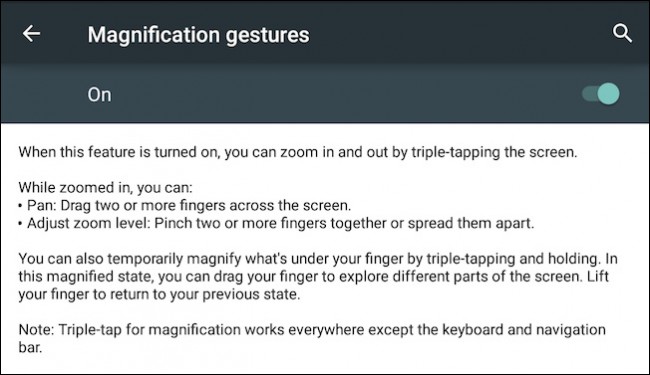 Magnification gestures
On
When this feature is turned on, you can zoom in and out by triple-tapping the screen.
While zoomed in, you can:
• Pan: Drag two or more fingers across the screen.
• Adjust zoom level: Pinch two or more fingers together or spread them apart.
You can also temporarily magnify what's under your finger by triple-tapping and holding. In
this magnified state, you can drag your finger to explore different parts of the screen. Lift
your finger to return to your previous state.
Note: Triple-tap for magnification works everywhere except the keyboard and navigation
bar.